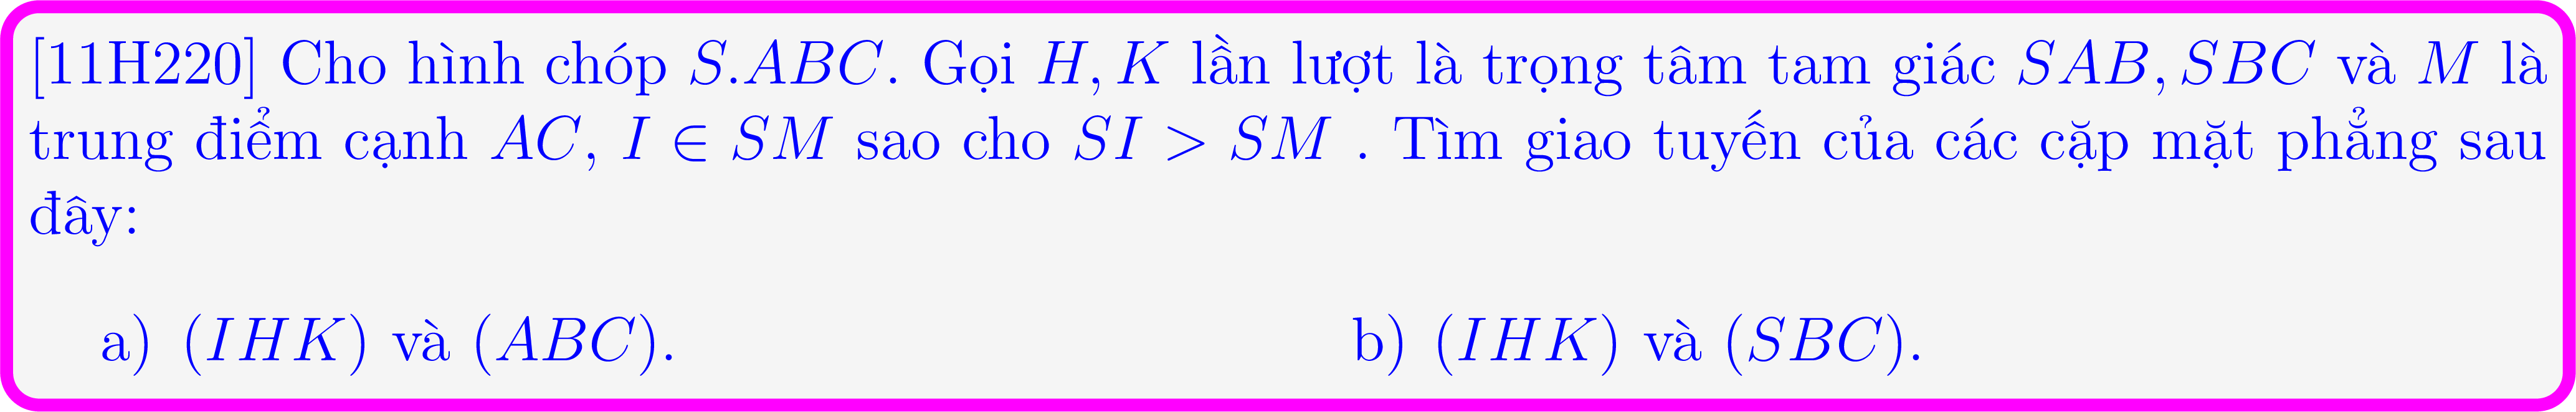 [11H220] Cho hình chóp S.ABC. Gọi H, K lần lượt là trọng tâm tam giác SAB, SBC và M là
trung điểm cạnh AC, I ∈ SM sao cho SI > SM . Tìm giao tuyến của các cặp mặt phẳng sau
đây:
a) (IHK) và (ABC). b) (IHK) và (SBC).